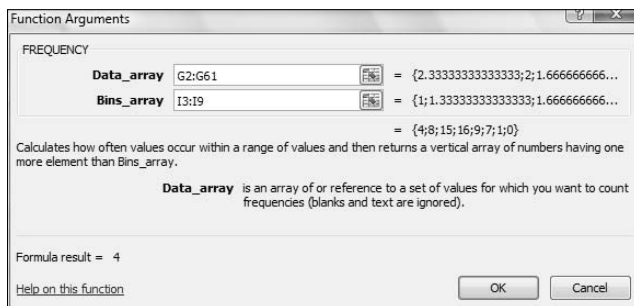 Function Arguments
FREQUENCY
Data_array G2:G61 = {2.33333333333333;2;1.666666666...
Bins_array I3:I9 = {1;1.33333333333333;1.666666666...
= {4;8;15;16;9;7;1;0}
Calculates how often values occur within a range of values and then returns a vertical array of numbers having one
more element than Bins_array.
Data_array is an array of or reference to a set of values for which you want to count
frequencies (blanks and text are ignored).
Formula result = 4
Help on this function OK Cancel